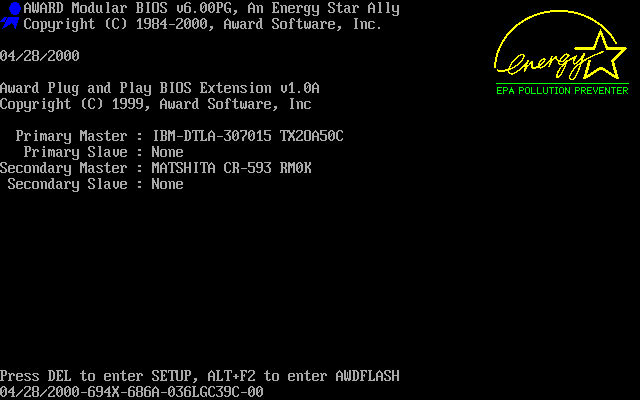 AWARD Modular BIOS v6.00PG, An Energy Star Ally
Copyright (C) 1984-2000, Award Software, Inc.
energy
EPA POLLUTION PREVENTER
04/28/2000
Award Plug and Play BIOS Extension v1.0A
Copyright (C) 1999, Award Software, Inc
Primary Master : IBM-DTLA-307015 TX2OA50C
Primary Slave : None
Secondary Master : MATSHITA CR-593 RM0K
Secondary Slave : None
Press DEL to enter SETUP, ALT+F2 to enter AWDFLASH
04/28/2000-694X-686A-036LGC39C-00